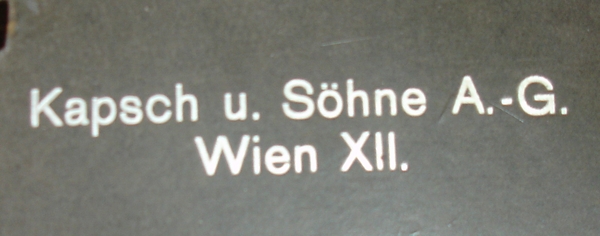 Kapsch u. Söhne A.-G.
Wien XII.